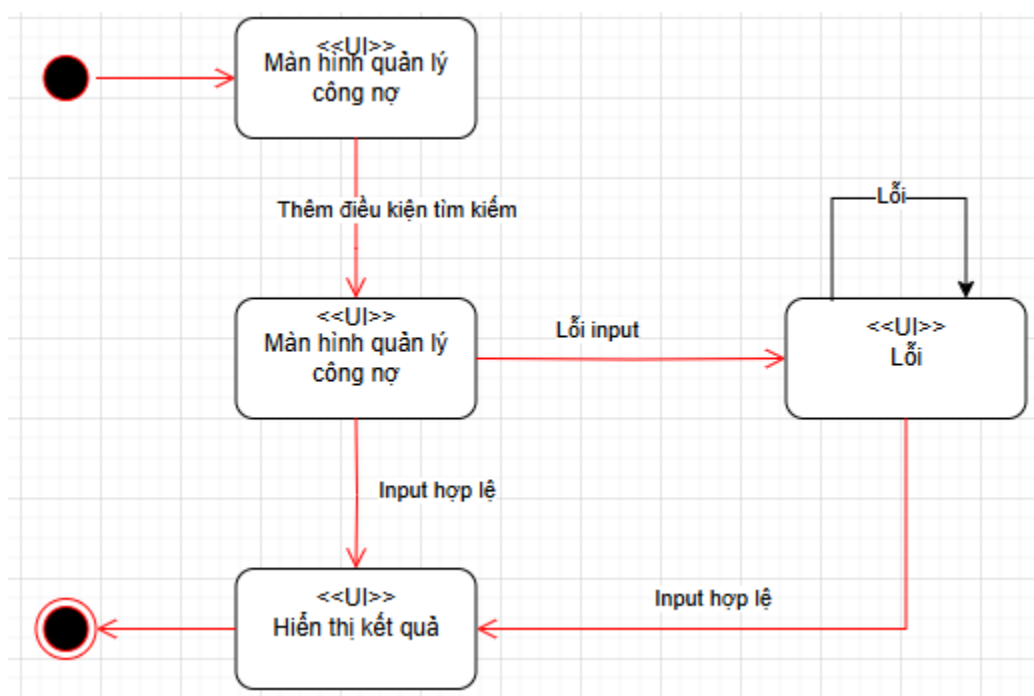 <<UI>>
Màn hình quản lý
công nợ
Thêm điều kiện tìm kiếm
Lỗi
<<UI>>
Màn hình quản lý
công nợ
Lỗi input
<<UI>>
Lỗi
Input hợp lệ
<<UI>>
Hiển thị kết quả
Input hợp lệ